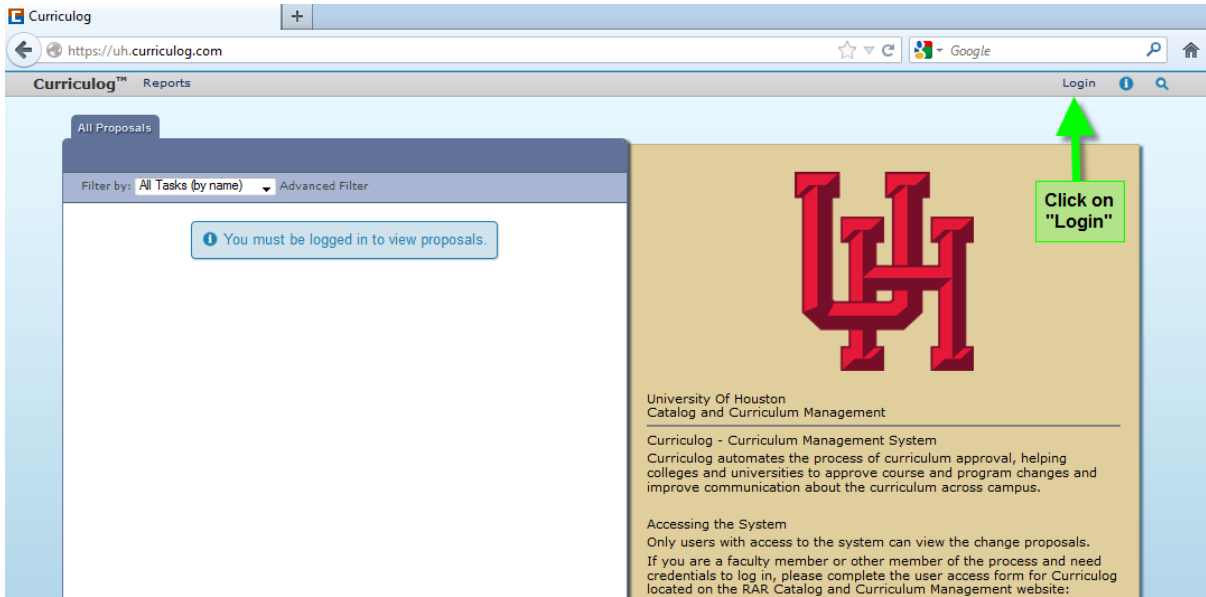 Curriculog
+
https://uh.curriculog.com
Google
Curriculog™ Reports Login
All Proposals
Filter by: All Tasks (by name) Advanced Filter
Click on
"Login"
You must be logged in to view proposals.
UH
University Of Houston
Catalog and Curriculum Management
Curriculog - Curriculum Management System
Curriculog automates the process of curriculum approval, helping
colleges and universities to approve course and program changes and
improve communication about the curriculum across campus.
Accessing the System
Only users with access to the system can view the change proposals.
If you are a faculty member or other member of the process and need
credentials to log in, please complete the user access form for Curriculog
located on the RAR Catalog and Curriculum Management website: